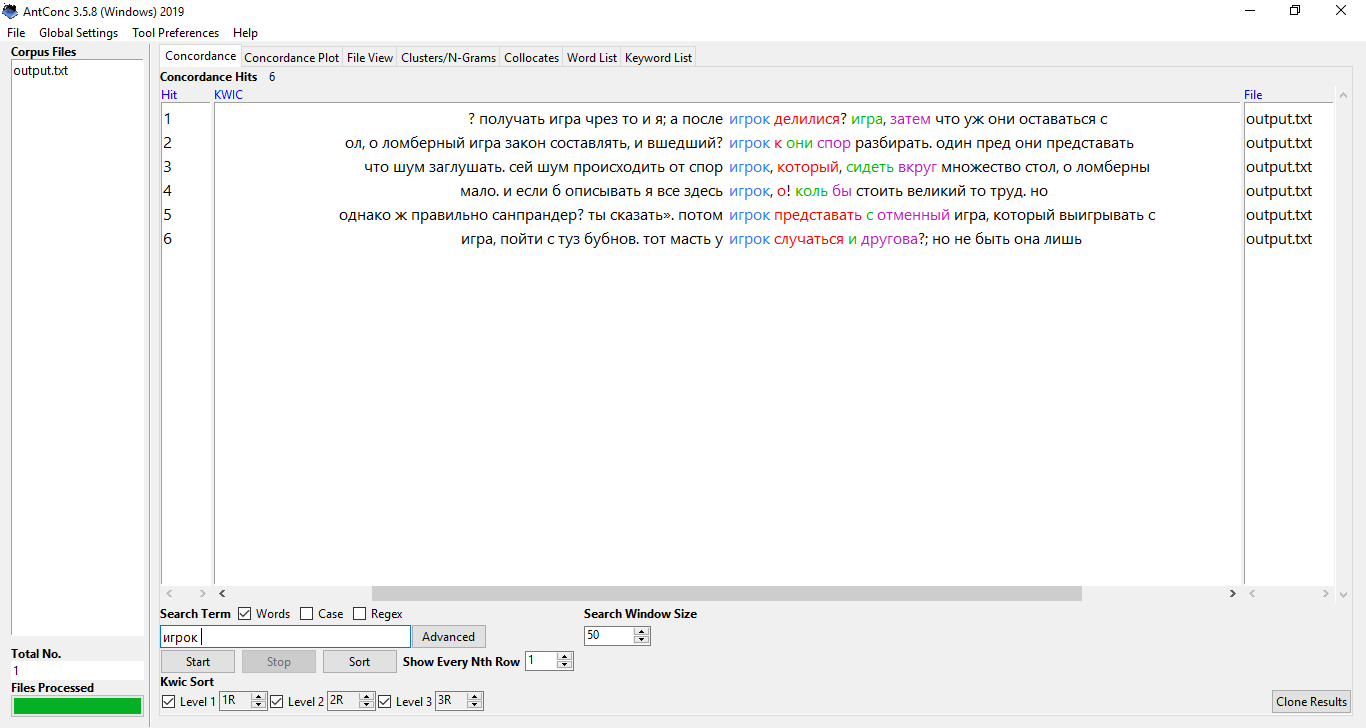 AntConc 3.5.8 (Windows) 2019
File Global Settings Tool Preferences Help
Corpus Files
output.txt
Concordance Concordance Plot File View Clusters/N-Grams Collocates Word List Keyword List
Concordance Hits 6
Hit KWIC File
1 ? получать игра чрез то и я; а после игрок делилися? игра, затем что уж они оставаться с output.txt
2 ол, о ломберный игра закон составлять, и вшедший? игрок к они спор разбирать. один пред они представать output.txt
3 что шум заглушать. сей шум происходить от спор игрок, который, сидеть вкруг множество стол, о ломберны output.txt
4 мало. и если б описывать я все здесь игрок, о! коль бы стоить великий то труд. но output.txt
5 однако ж правильно санпрандер? ты сказать». потом игрок представать с отменный игра, который выигрывать с output.txt
6 игра, пойти с туз бубнов. тот масть у игрок случаться и другова?; но не быть она лишь output.txt
Search Term Words Case Regex Search Window Size
игрок Advanced 50
Start Stop Sort Show Every Nth Row 1
Kwic Sort
Level 1 1R Level 2 2R Level 3 3R Clone Results
Total No.
1
Files Processed